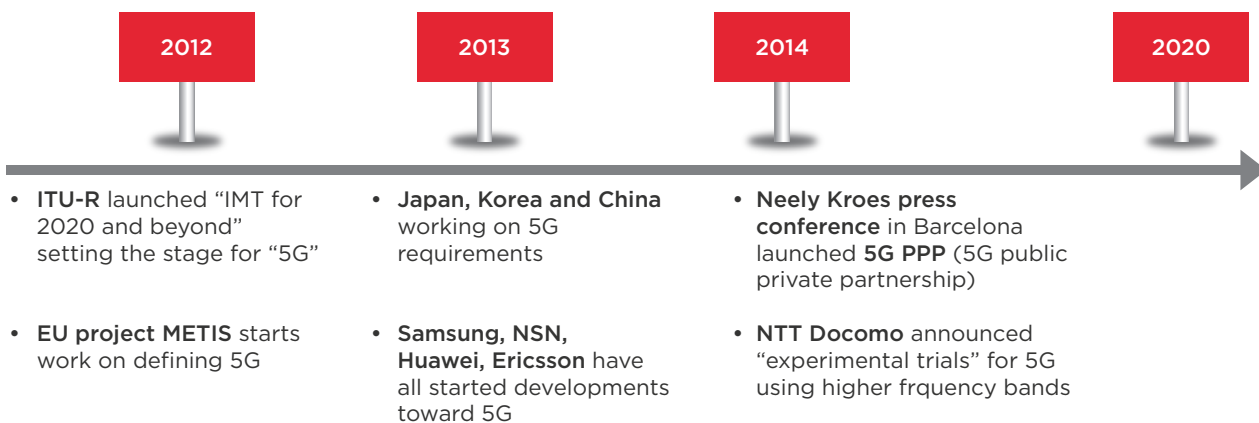 2012
2013
2014
2020
• ITU-R launched “IMT for
2020 and beyond”
setting the stage for “5G”
• EU project METIS starts
work on defining 5G
• Japan, Korea and China
working on 5G
requirements
• Samsung, NSN,
Huawei, Ericsson have
all started developments
toward 5G
• Neely Kroes press
conference in Barcelona
launched 5G PPP (5G public
private partnership)
• NTT Docomo announced
“experimental trials” for 5G
using higher frquency bands